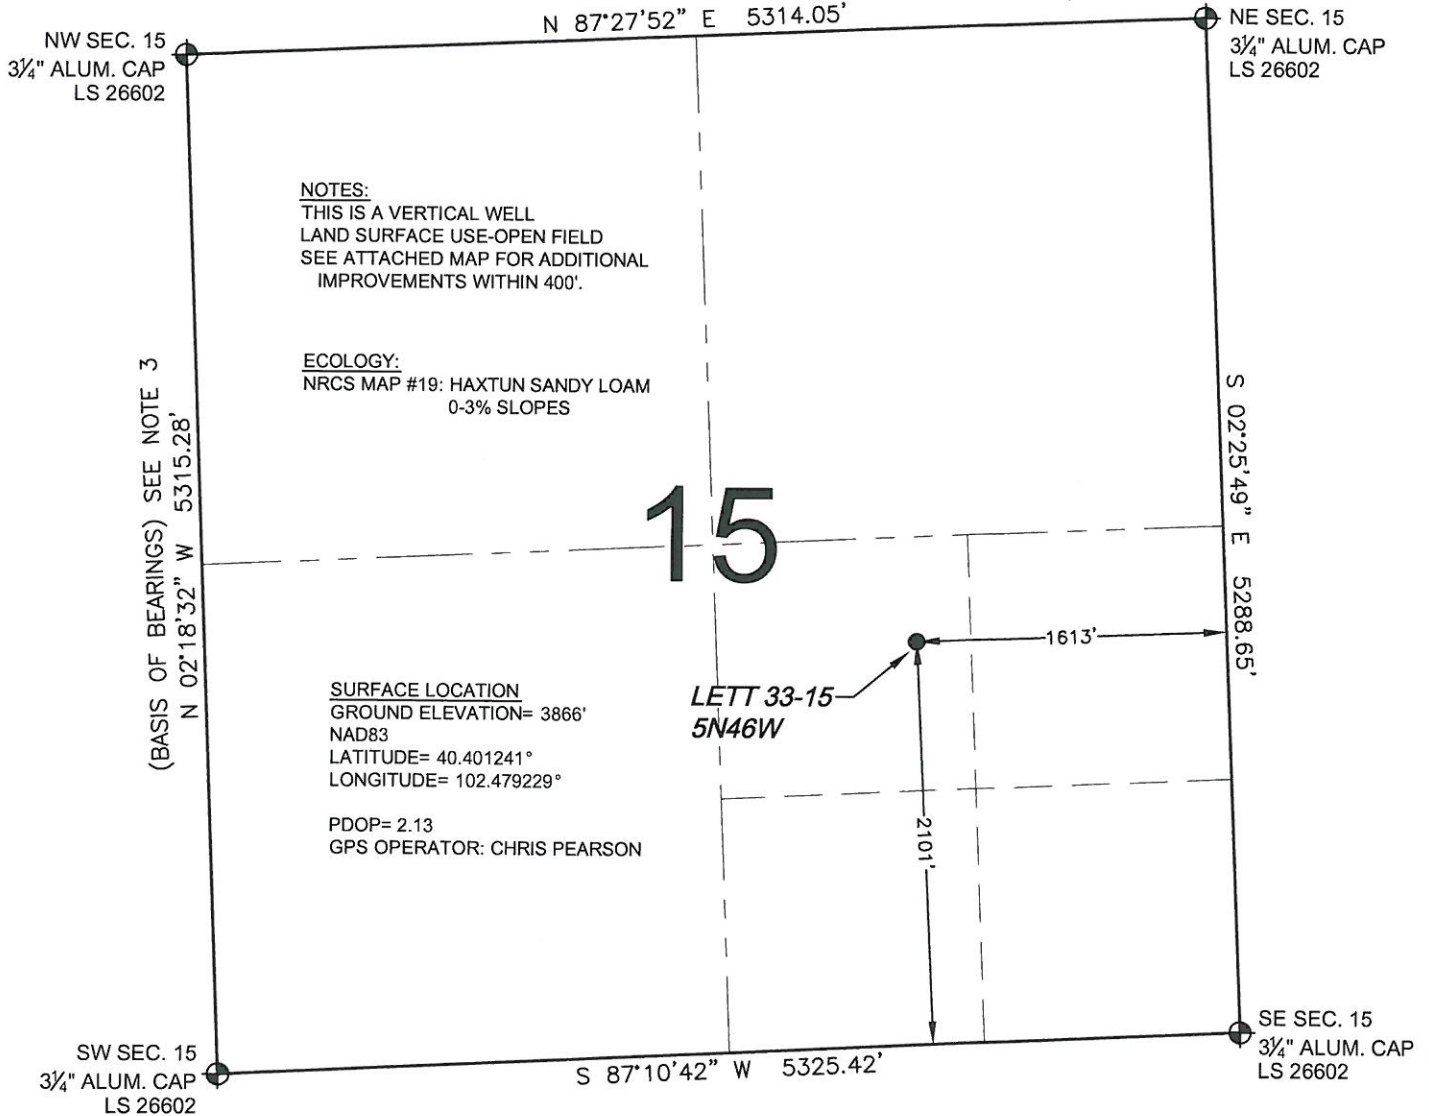 N 87°27'52" E 5314.05'
NW SEC. 15
3¼" ALUM. CAP
LS 26602
NE SEC. 15
3¼" ALUM. CAP
LS 26602
NOTES:
THIS IS A VERTICAL WELL
LAND SURFACE USE-OPEN FIELD
SEE ATTACHED MAP FOR ADDITIONAL
IMPROVEMENTS WITHIN 400'.
ECOLOGY:
NRCS MAP #19: HAXTUN SANDY LOAM
0-3% SLOPES
(BASIS OF BEARINGS) SEE NOTE 3
N 02°18'32" W 5315.28'
S 02°25'49" E 5288.65'
15
1613'
LETT 33-15
5N46W
2101'
SURFACE LOCATION
GROUND ELEVATION= 3866'
NAD83
LATITUDE= 40.401241°
LONGITUDE= 102.479229°
PDOP= 2.13
GPS OPERATOR: CHRIS PEARSON
SW SEC. 15
3¼" ALUM. CAP
LS 26602
S 87°10'42" W 5325.42'
SE SEC. 15
3¼" ALUM. CAP
LS 26602